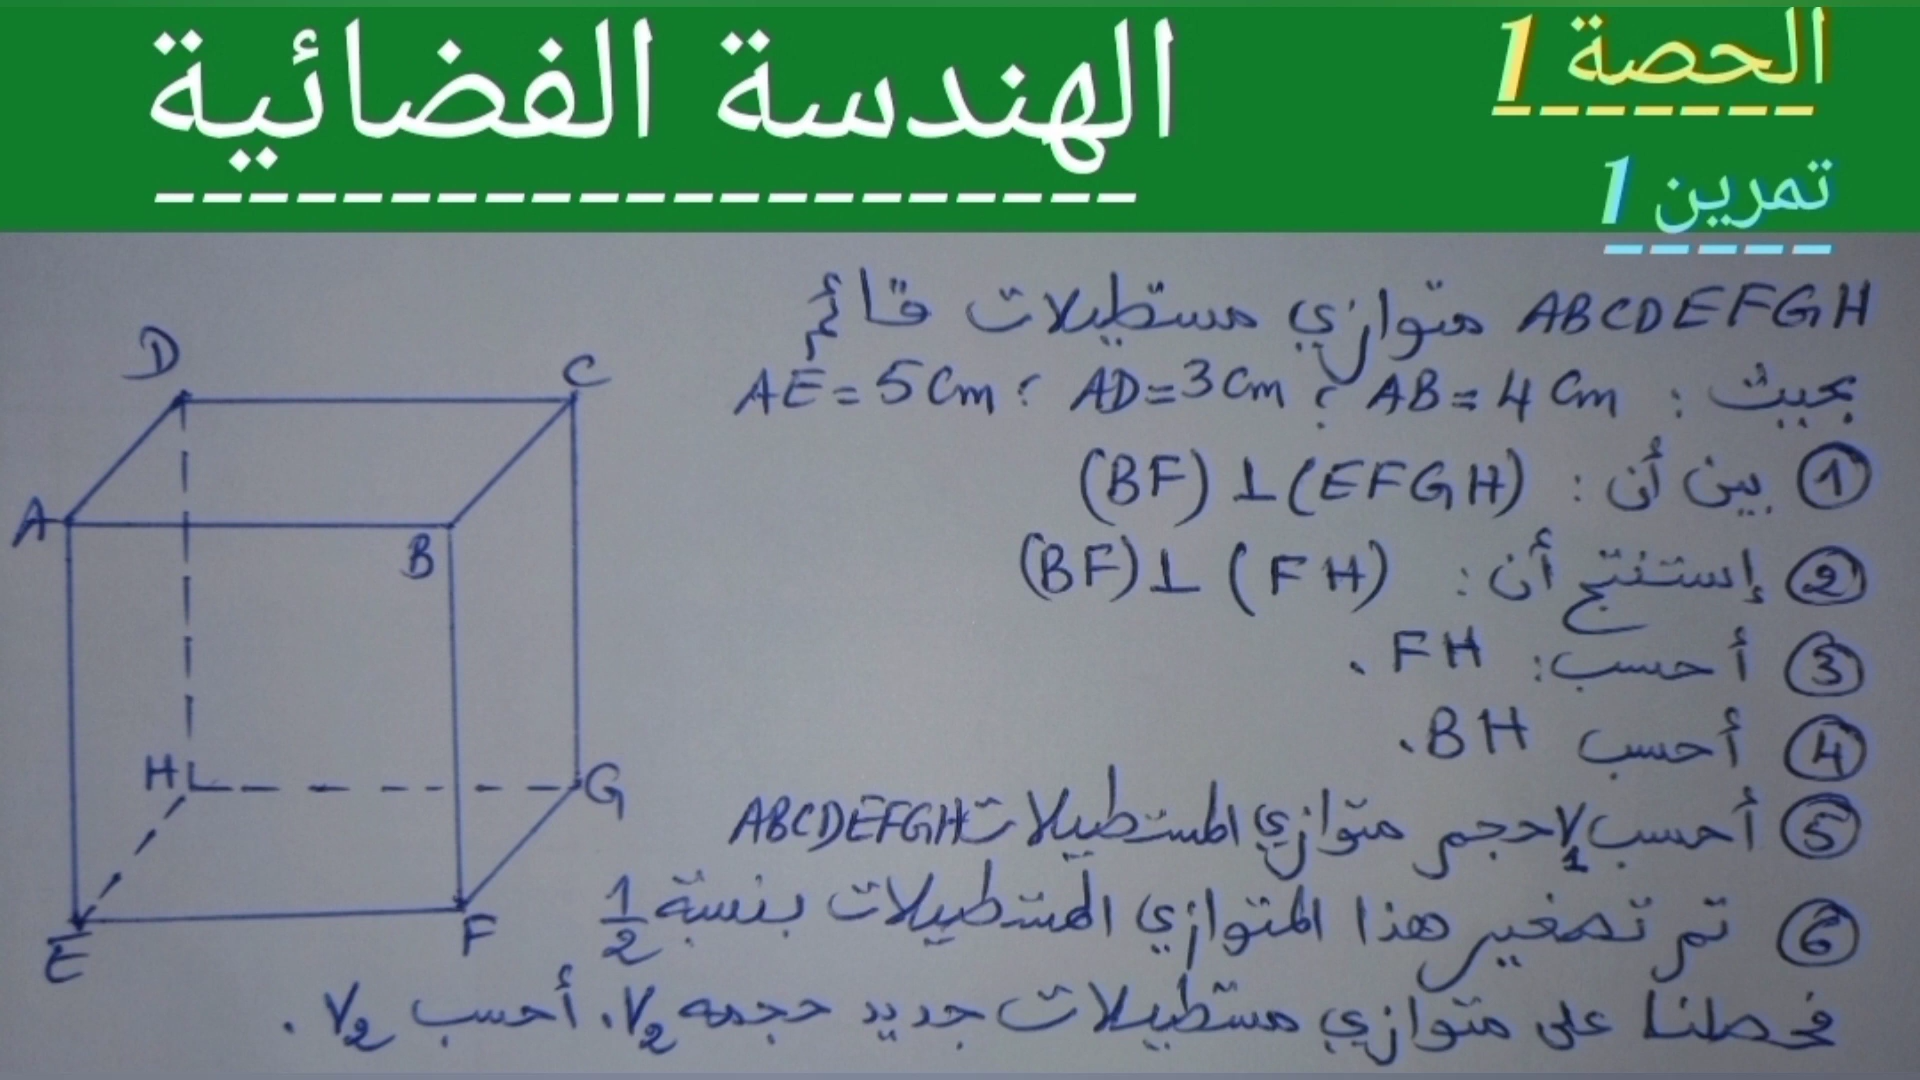 الحصة 1
الهندسة الفضائية
تمرين 1
ABCDEFGH متوازي مستطيلات قائم
بحيث : AB = 4 Cm ; AD = 3 Cm ; AE = 5 Cm
① بين أن : (BF) ⊥ (EFGH)
② إستنتج أن : (BF) ⊥ (FH)
③ أحسب : FH .
④ أحسب BH .
⑤ أحسب V₁ حجم متوازي المستطيلات ABCDEFGH
⑥ تم تصغير هذا المتوازي المستطيلات بنسبة 1/2
فحصلنا على متوازي مستطيلات جديد حجمه V₂. أحسب V₂ .
D
C
A
B
H
G
E
F